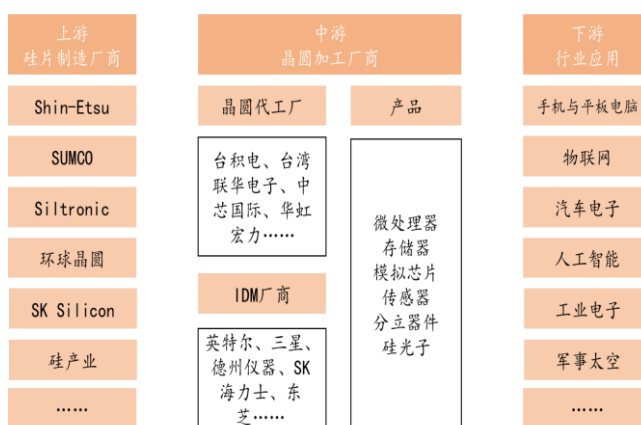 上游
硅片制造厂商
Shin-Etsu
SUMCO
Siltronic
环球晶圆
SK Silicon
硅产业
……
中游
晶圆加工厂商
晶圆代工厂
台积电、台湾
联华电子、中
芯国际、华虹
宏力……
IDM厂商
英特尔、三星、
德州仪器、SK
海力士、东
芝……
产品
微处理器
存储器
模拟芯片
传感器
分立器件
硅光子
下游
行业应用
手机与平板电脑
物联网
汽车电子
人工智能
工业电子
军事太空
……